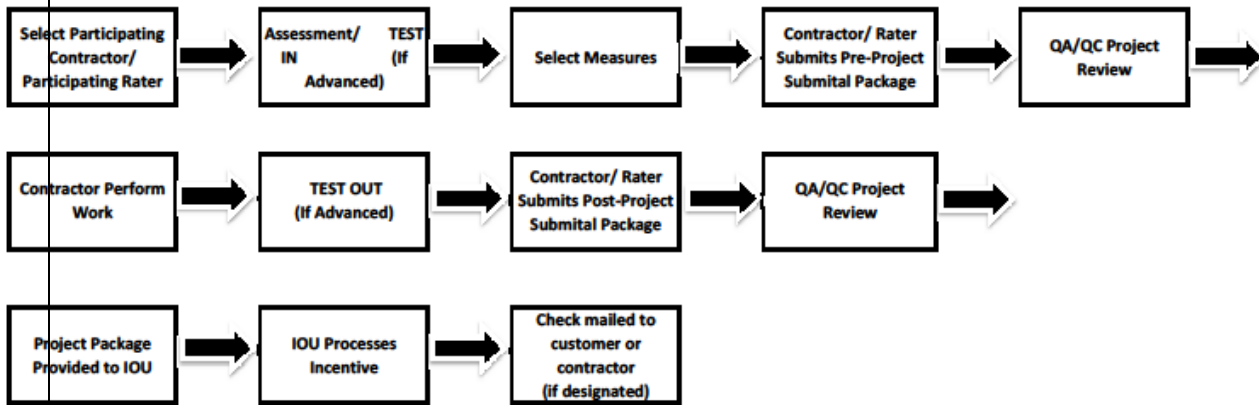 Select Participating
Contractor/
Participating Rater
Assessment/ TEST
IN (If
Advanced)
Select Measures
Contractor/ Rater
Submits Pre-Project
Submital Package
QA/QC Project
Review
Contractor Perform
Work
TEST OUT
(If Advanced)
Contractor/ Rater
Submits Post-Project
Submital Package
QA/QC Project
Review
Project Package
Provided to IOU
IOU Processes
Incentive
Check mailed to
customer or
contractor
(if designated)